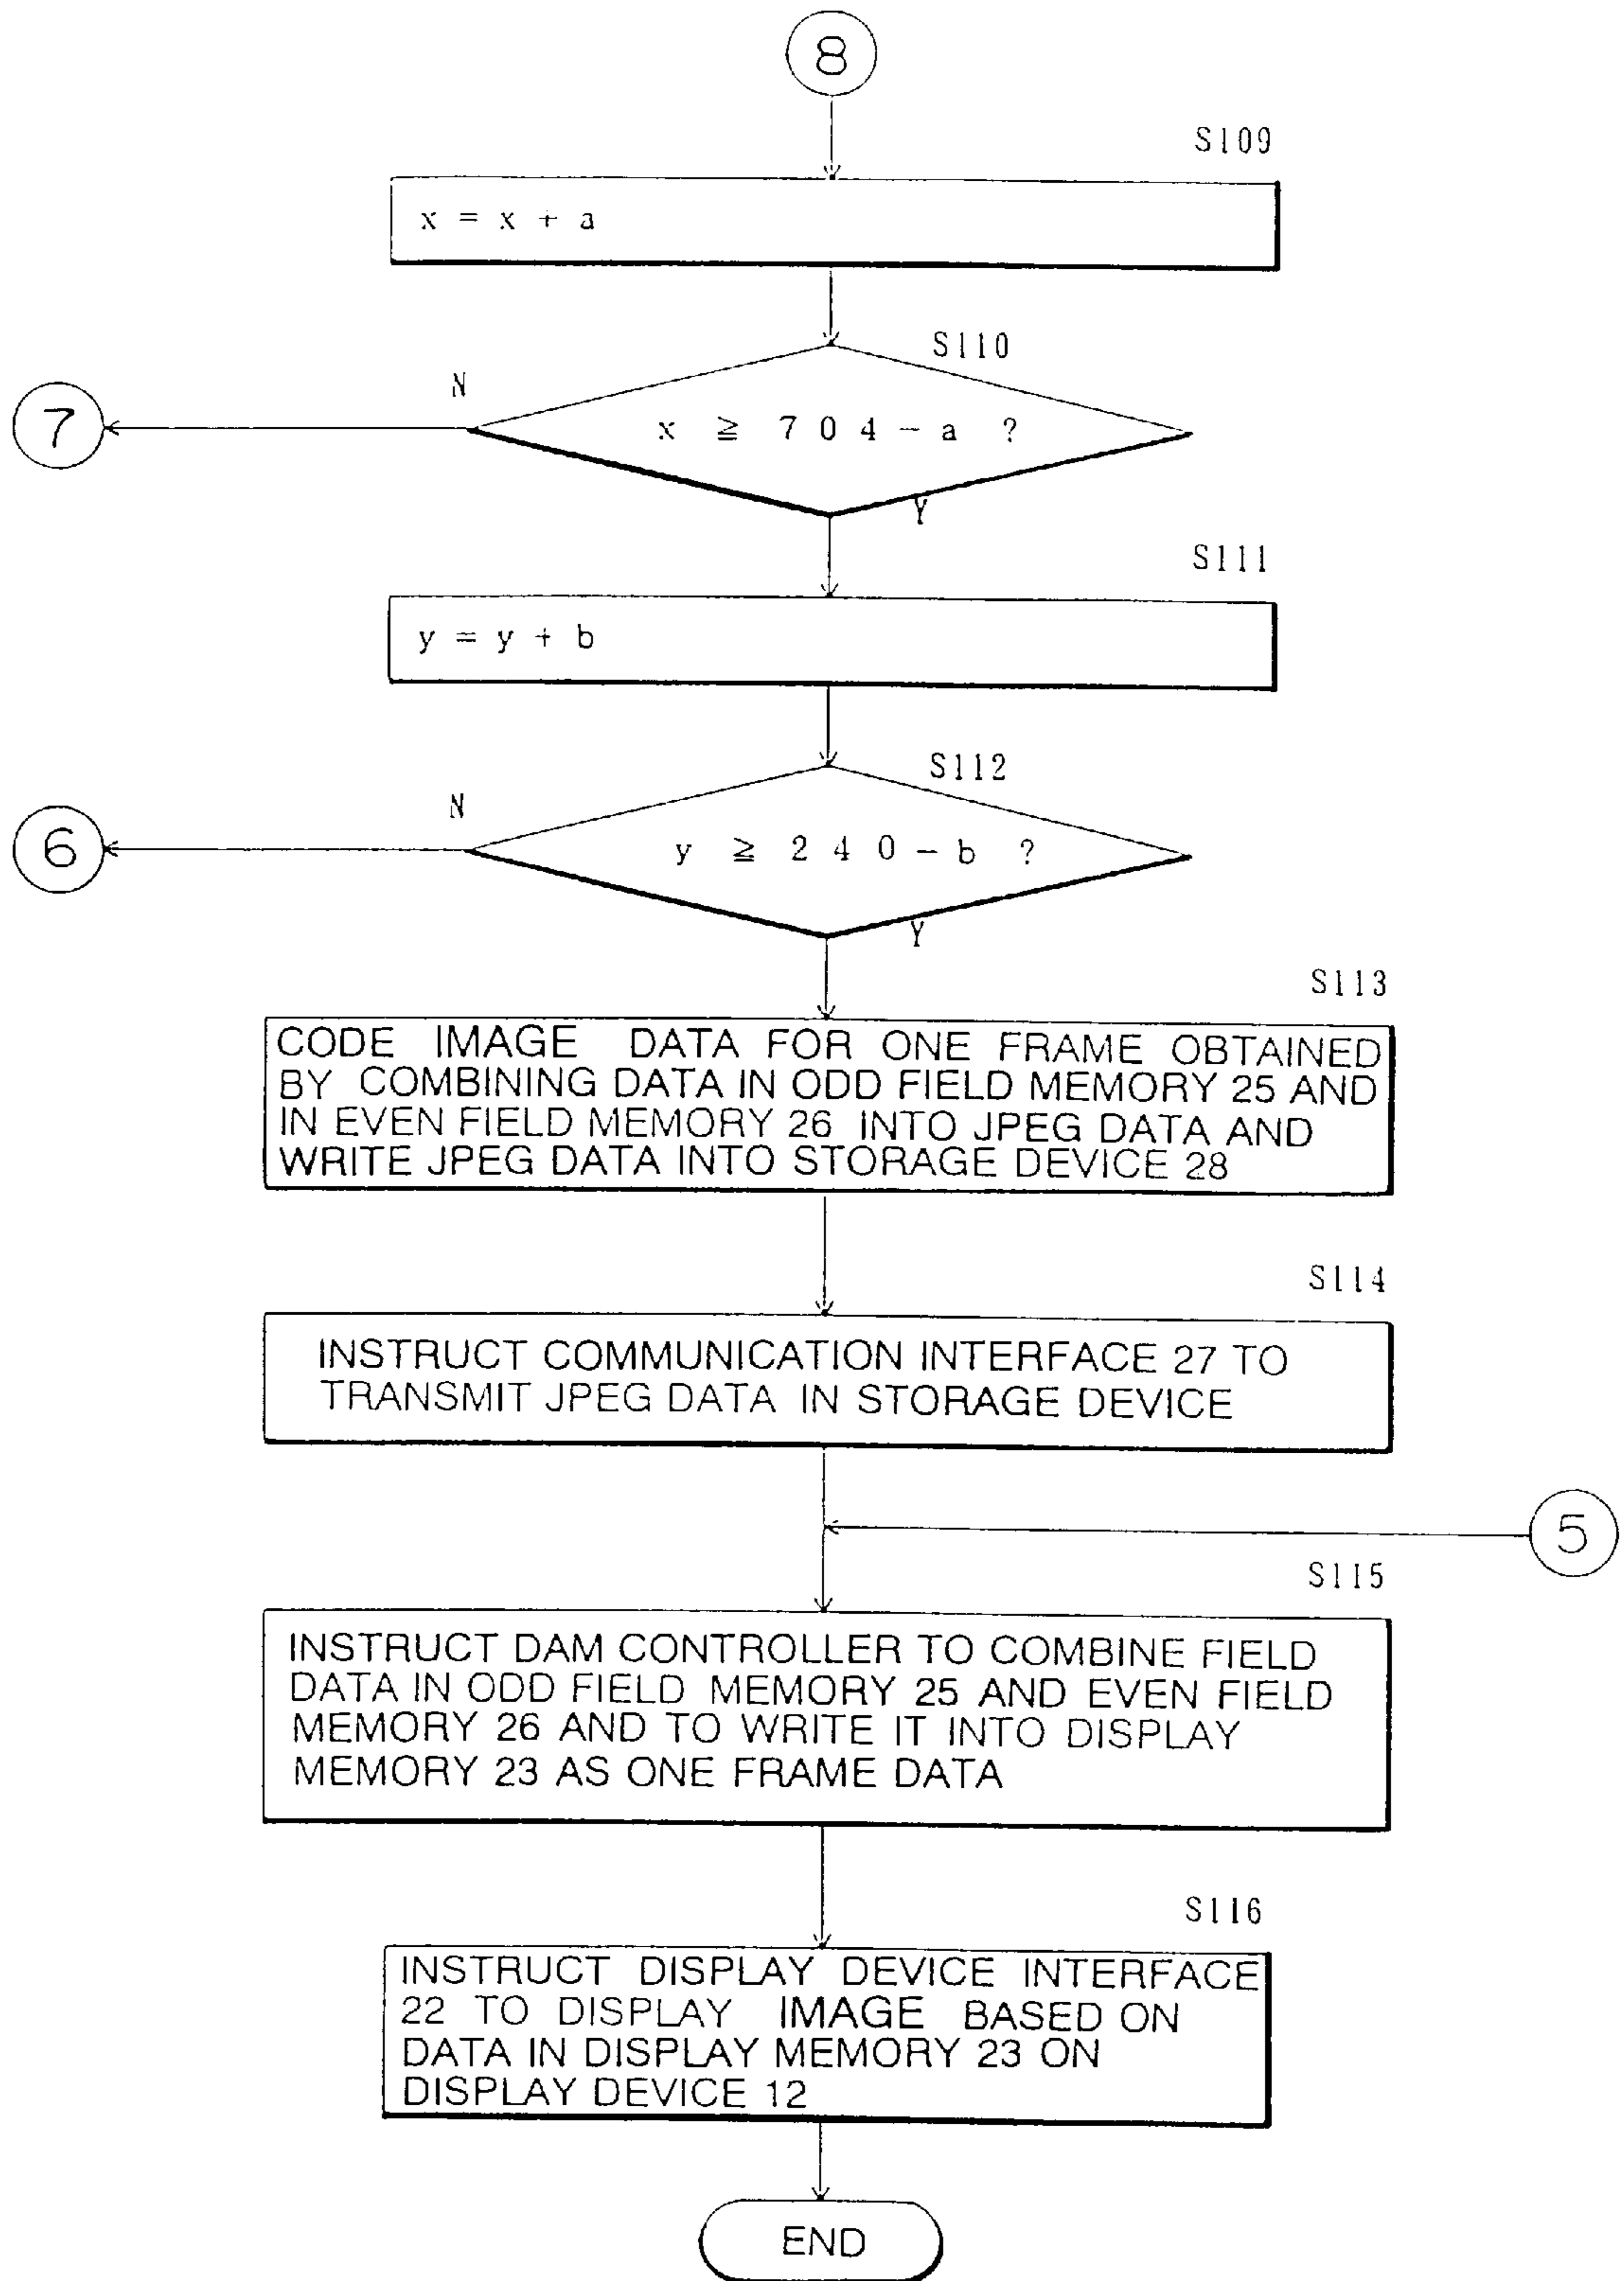 8
S109
x = x + a
S110
N
7
x ≧ 704-a ?
Y
S111
y = y + b
S112
N
6
y ≧ 240-b ?
Y
S113
CODE IMAGE DATA FOR ONE FRAME OBTAINED
BY COMBINING DATA IN ODD FIELD MEMORY 25 AND
IN EVEN FIELD MEMORY 26 INTO JPEG DATA AND
WRITE JPEG DATA INTO STORAGE DEVICE 28
S114
INSTRUCT COMMUNICATION INTERFACE 27 TO
TRANSMIT JPEG DATA IN STORAGE DEVICE
5
S115
INSTRUCT DAM CONTROLLER TO COMBINE FIELD
DATA IN ODD FIELD MEMORY 25 AND EVEN FIELD
MEMORY 26 AND TO WRITE IT INTO DISPLAY
MEMORY 23 AS ONE FRAME DATA
S116
INSTRUCT DISPLAY DEVICE INTERFACE
22 TO DISPLAY IMAGE BASED ON
DATA IN DISPLAY MEMORY 23 ON
DISPLAY DEVICE 12
END